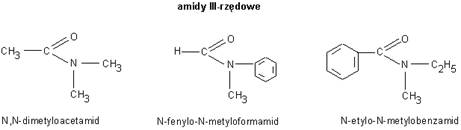 amidy III-rzędowe
CH₃ C O N CH₃ CH₃
H C O N CH₃
C O N C₂H₅ CH₃
N,N-dimetyloacetamid
N-fenylo-N-metyloformamid
N-etylo-N-metylobenzamid